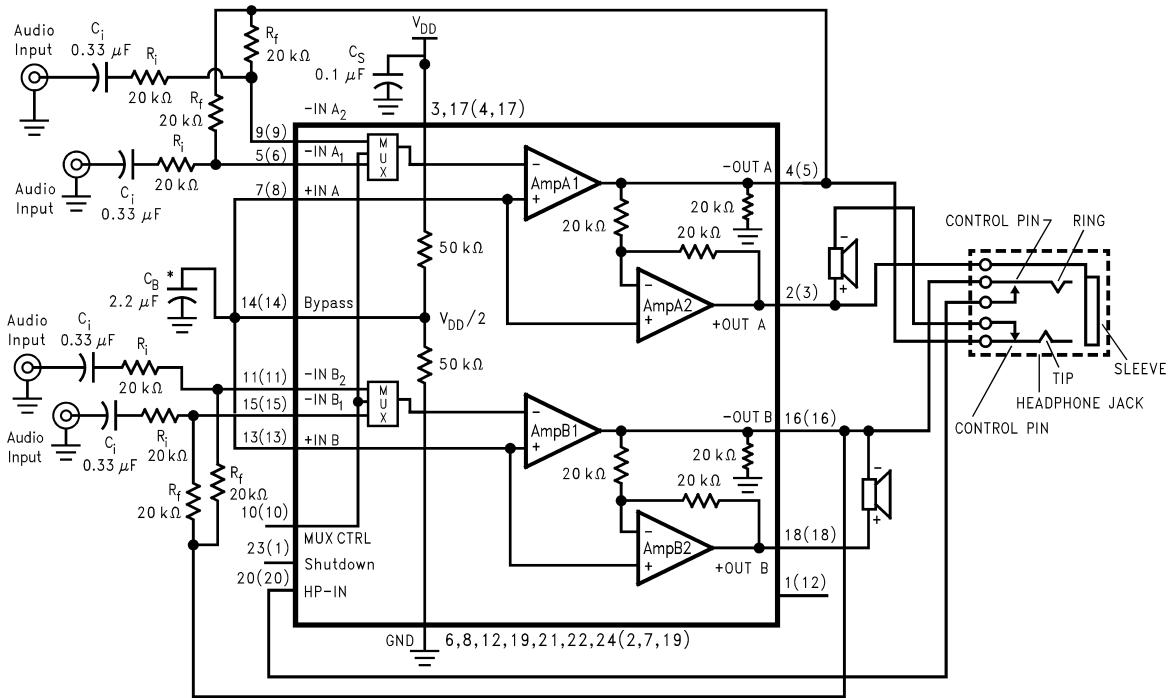 Audio
Input
C_i
0.33 μF
R_i
20 kΩ
R_f
20 kΩ
R_f
20 kΩ
Audio
Input
C_i
0.33 μF
R_i
20 kΩ
V_DD
C_S
0.1 μF
-IN A_2
3,17(4,17)
9(9)
-IN A_1
5(6)
+IN A
7(8)
MUX
-
+
AmpA1
-OUT A
4(5)
20 kΩ
20 kΩ
20 kΩ
-
+
AmpA2
+OUT A
2(3)
-
+
50 kΩ
C_B *
2.2 μF
14(14)
Bypass
V_DD/2
50 kΩ
CONTROL PIN
RING
SLEEVE
TIP
HEADPHONE JACK
CONTROL PIN
Audio
Input
C_i
0.33 μF
R_i
20 kΩ
11(11)
-IN B_2
-IN B_1
15(15)
+IN B
13(13)
MUX
Audio
Input
C_i
0.33 μF
R_i
20 kΩ
R_f
20 kΩ
R_f
20kΩ
-
+
AmpB1
-OUT B
16(16)
20 kΩ
20 kΩ
20 kΩ
-
+
AmpB2
+OUT B
18(18)
-
+
10(10)
MUX CTRL
23(1)
Shutdown
20(20)
HP-IN
1(12)
GND
6,8,12,19,21,22,24(2,7,19)